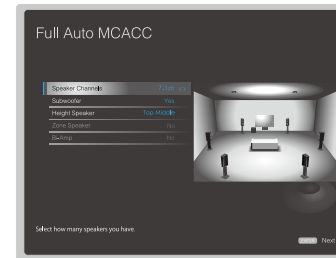 Full Auto MCACC
Speaker Channels
Subwoofer Yes
Height Speaker Top Middle
Zone Speaker No
Bi-Amp No
Select how many speakers you have.
Next